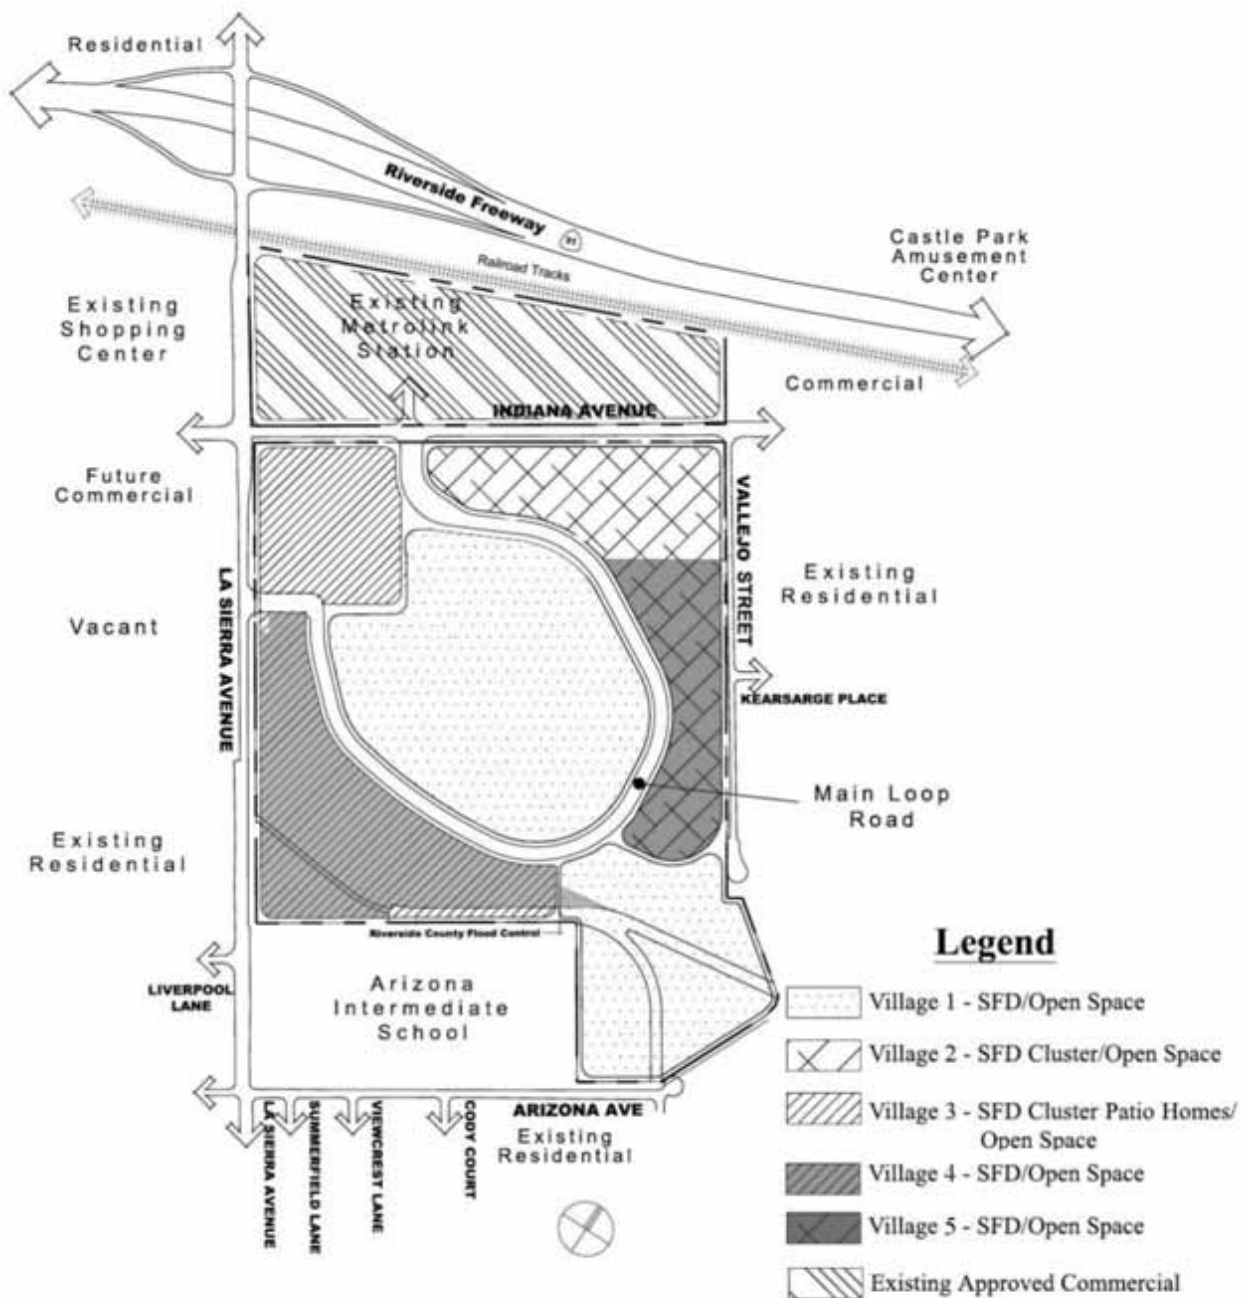 Residential
Riverside Freeway
91
Railroad Tracks
Castle Park
Amusement
Center
Existing
Shopping
Center
Existing
Metrolink
Station
Commercial
INDIANA AVENUE
Future
Commercial
VALLEJO STREET
LA SIERRA AVENUE
Existing
Residential
Vacant
KEARSARGE PLACE
Main Loop
Road
Existing
Residential
Riverside County Flood Control
LIVERPOOL
LANE
Arizona
Intermediate
School
ARIZONA AVE
Existing
Residential
LA SIERRA AVENUE
SUMMERFIELD LANE
VIEWCREST LANE
CODY COURT
Legend
Village 1 - SFD/Open Space
Village 2 - SFD Cluster/Open Space
Village 3 - SFD Cluster Patio Homes/
Open Space
Village 4 - SFD/Open Space
Village 5 - SFD/Open Space
Existing Approved Commercial